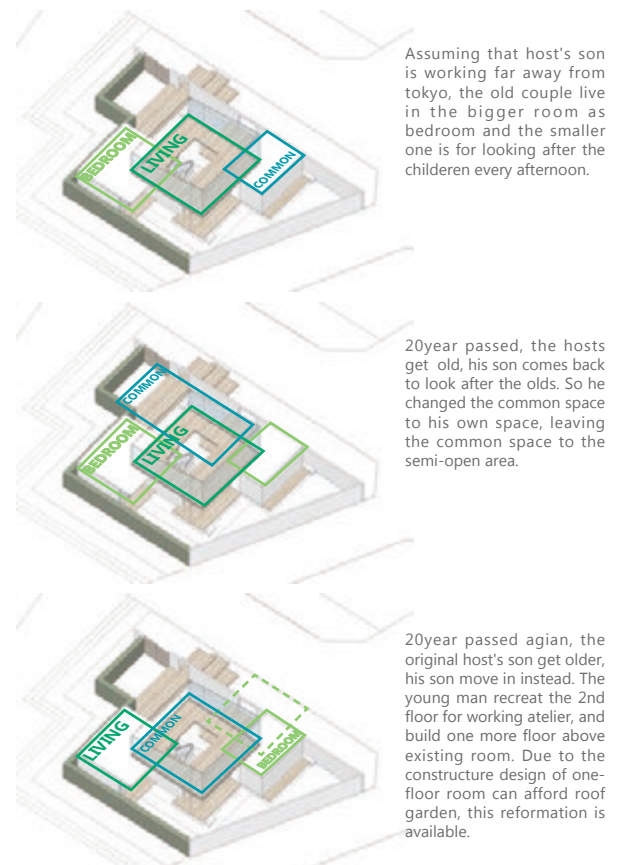 Assuming that host's son
is working far away from
tokyo, the old couple live
in the bigger room as
bedroom and the smaller
one is for looking after the
childeren every afternoon.
BEDROOM
LIVING
COMMON
20year passed, the hosts
get old, his son comes back
to look after the olds. So he
changed the common space
to his own space, leaving
the common space to the
semi-open area.
COMMON
BEDROOM
LIVING
20year passed agian, the
original host's son get older,
his son move in instead. The
young man recreat the 2nd
floor for working atelier, and
build one more floor above
existing room. Due to the
constructure design of one-
floor room can afford roof
garden, this reformation is
available.
LIVING
COMMON
BEDROOM